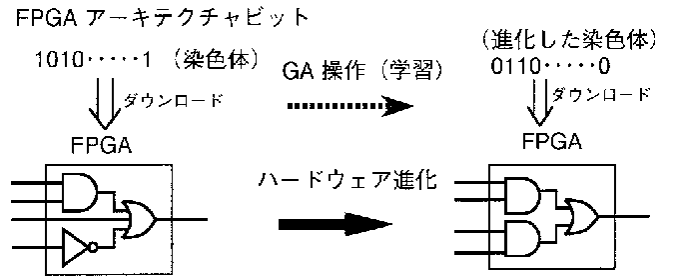 FPGA アーキテクチャビット
1010･････1 (染色体)
ダウンロード
FPGA
GA 操作 (学習)
ハードウェア進化
(進化した染色体)
0110･････0
ダウンロード
FPGA